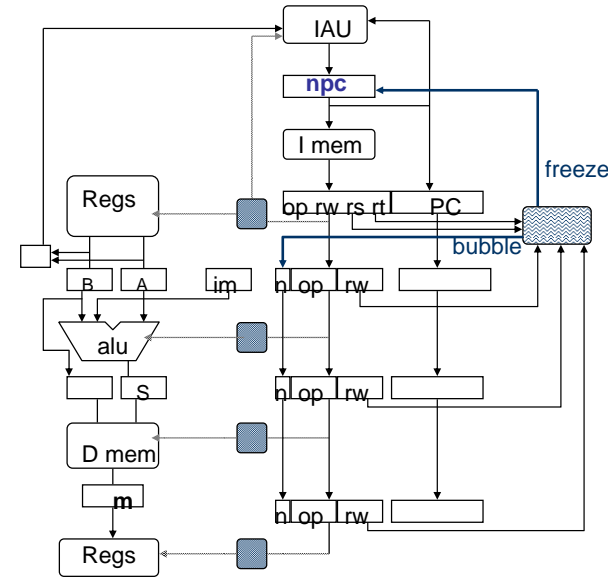 IAU
npc
I mem
freeze
Regs
op rw rs rt PC
bubble
B A im n op rw
alu
S n op rw
D mem
m n op rw
Regs